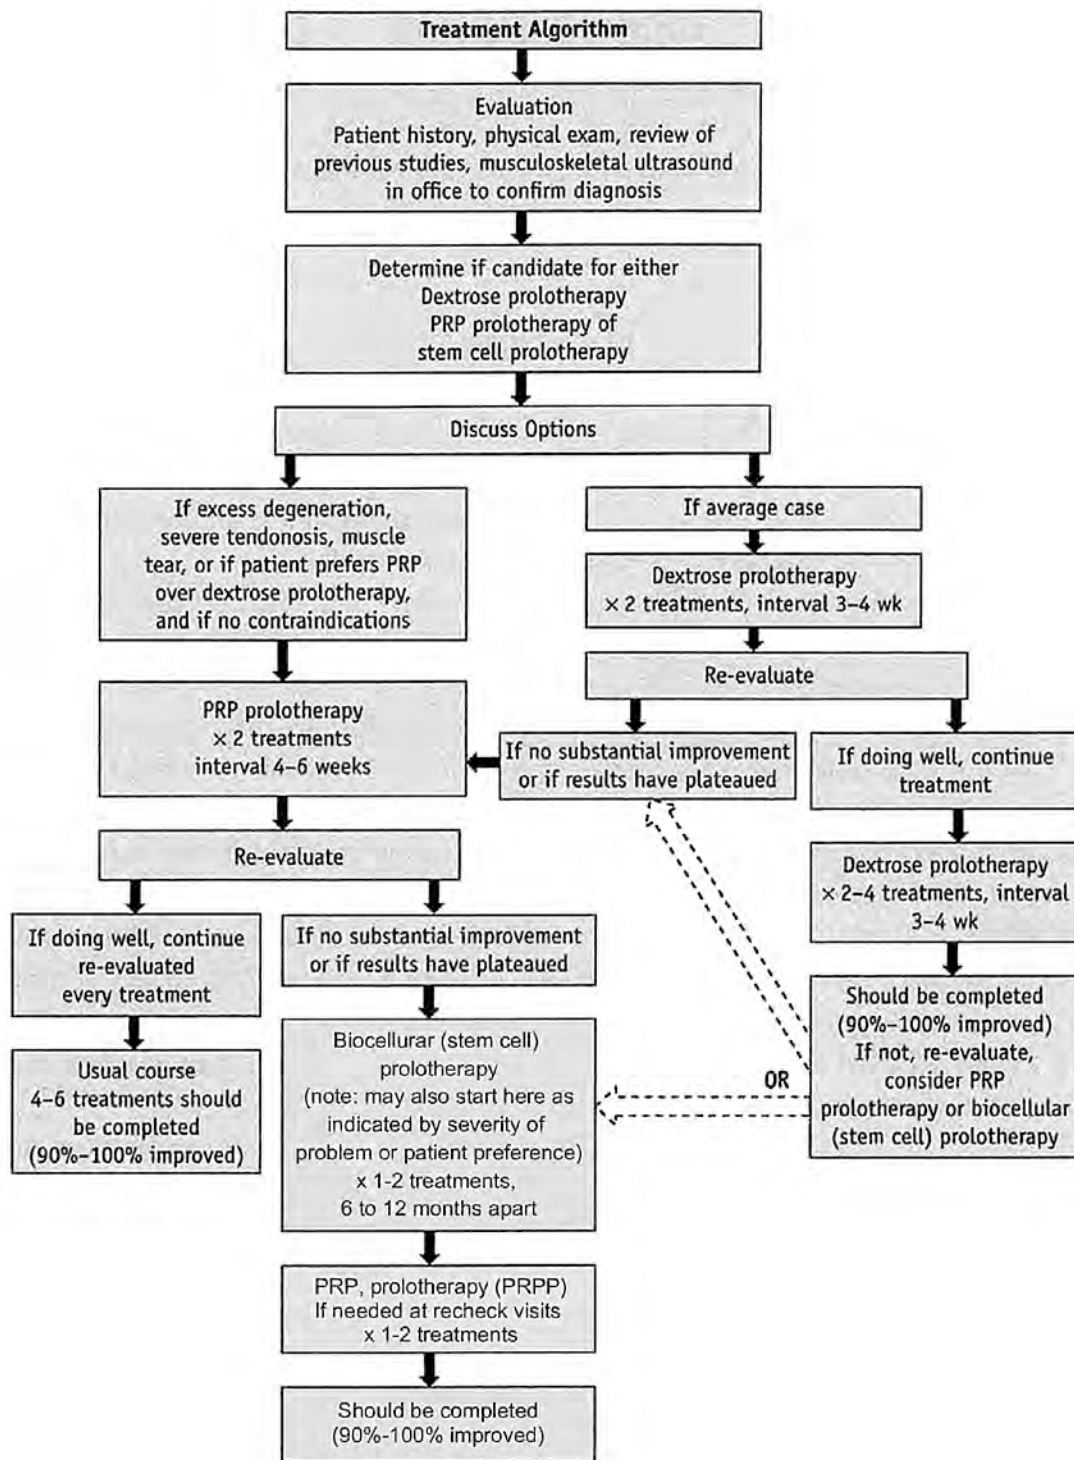 Treatment Algorithm
Evaluation
Patient history, physical exam, review of
previous studies, musculoskeletal ultrasound
in office to confirm diagnosis
Determine if candidate for either
Dextrose prolotherapy
PRP prolotherapy of
stem cell prolotherapy
Discuss Options
If excess degeneration,
severe tendonosis, muscle
tear, or if patient prefers PRP
over dextrose prolotherapy,
and if no contraindications
If average case
Dextrose prolotherapy
× 2 treatments, interval 3–4 wk
Re-evaluate
PRP prolotherapy
× 2 treatments
interval 4–6 weeks
If no substantial improvement
or if results have plateaued
If doing well, continue
treatment
Dextrose prolotherapy
× 2–4 treatments, interval
3–4 wk
Re-evaluate
If doing well, continue
re-evaluated
every treatment
If no substantial improvement
or if results have plateaued
Should be completed
(90%–100% improved)
If not, re-evaluate,
consider PRP
prolotherapy or biocellular
(stem cell) prolotherapy
OR
Usual course
4–6 treatments should
be completed
(90%–100% improved)
Biocellurar (stem cell)
prolotherapy
(note: may also start here as
indicated by severity of
problem or patient preference)
x 1-2 treatments,
6 to 12 months apart
PRP, prolotherapy (PRPP)
If needed at recheck visits
x 1-2 treatments
Should be completed
(90%-100% improved)